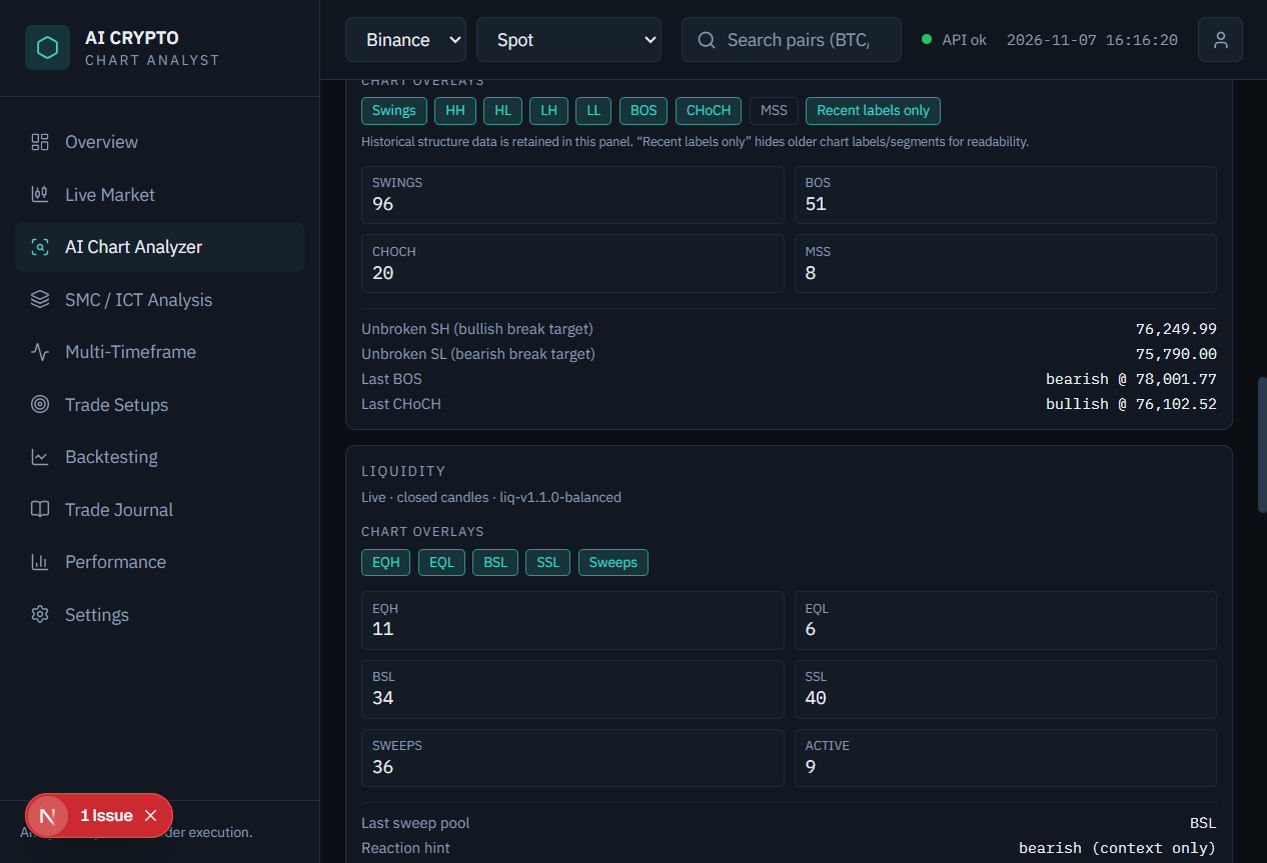 AI CRYPTO
CHART ANALYST
Binance
Spot
Search pairs (BTC,
API ok
2026-11-07 16:16:20
Overview
Live Market
AI Chart Analyzer
SMC / ICT Analysis
Multi-Timeframe
Trade Setups
Backtesting
Trade Journal
Performance
Settings
N
1 Issue
der execution.
CHART OVERLAYS
Swings HH HL LH LL BOS CHoCH MSS Recent labels only
Historical structure data is retained in this panel. “Recent labels only” hides older chart labels/segments for readability.
SWINGS
96
BOS
51
CHOCH
20
MSS
8
Unbroken SH (bullish break target) 76,249.99
Unbroken SL (bearish break target) 75,790.00
Last BOS bearish @ 78,001.77
Last CHoCH bullish @ 76,102.52
LIQUIDITY
Live · closed candles · liq-v1.1.0-balanced
CHART OVERLAYS
EQH EQL BSL SSL Sweeps
EQH
11
EQL
6
BSL
34
SSL
40
SWEEPS
36
ACTIVE
9
Last sweep pool BSL
Reaction hint bearish (context only)